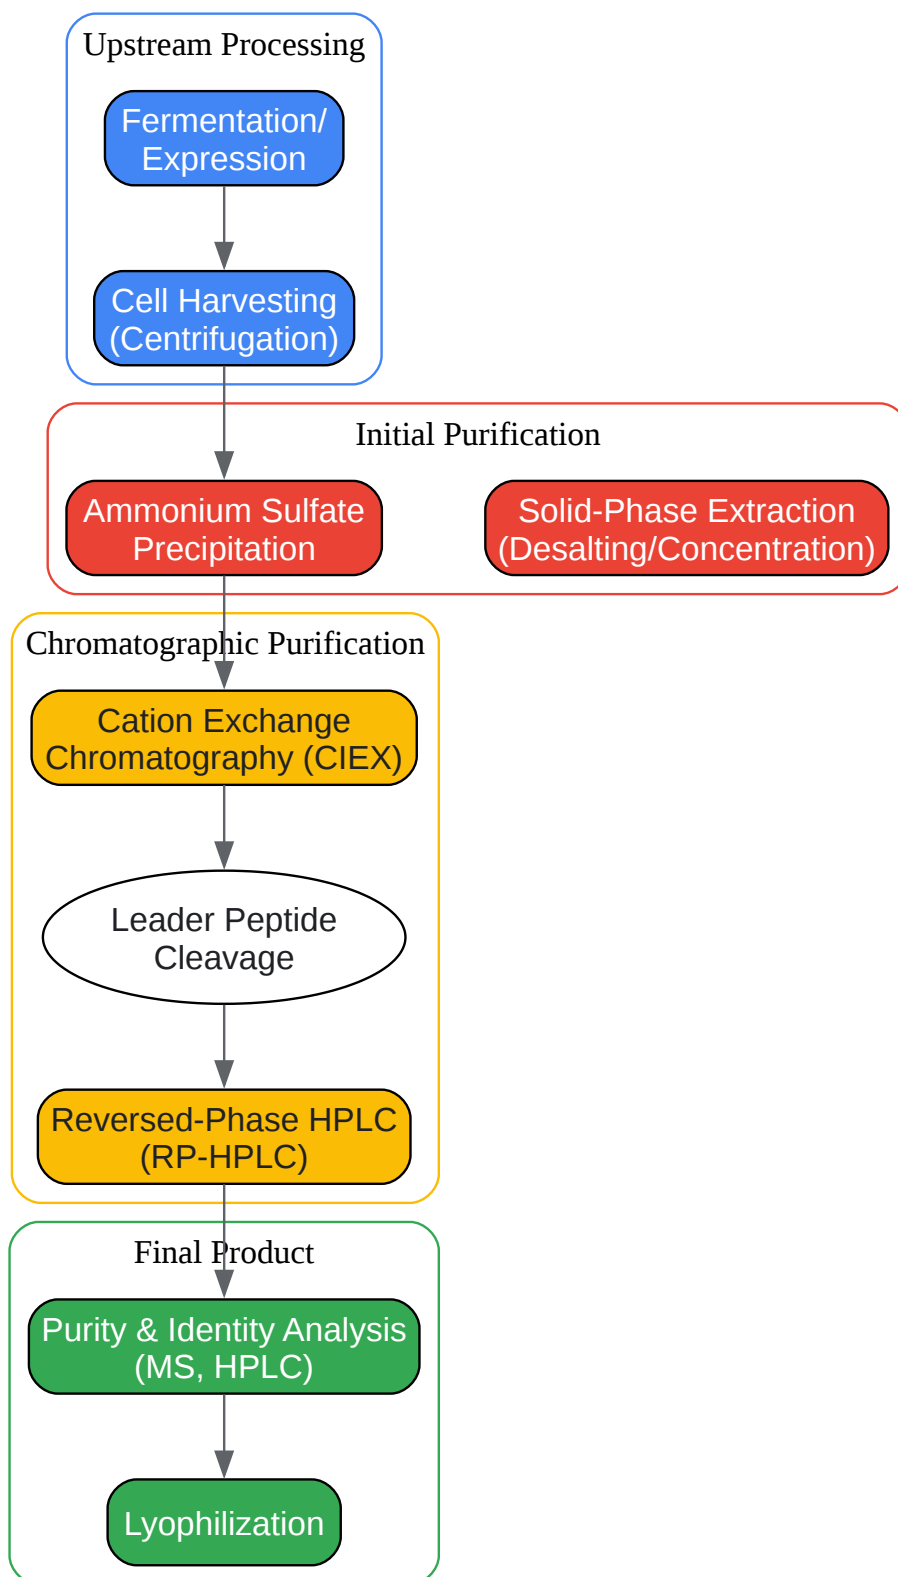 Upstream Processing
Fermentation/
Expression
Cell Harvesting
(Centrifugation)
Initial Purification
Ammonium Sulfate
Precipitation
Solid-Phase Extraction
(Desalting/Concentration)
Chromatographic Purification
Cation Exchange
Chromatography (CIEX)
Leader Peptide
Cleavage
Reversed-Phase HPLC
(RP-HPLC)
Final Product
Purity & Identity Analysis
(MS, HPLC)
Lyophilization